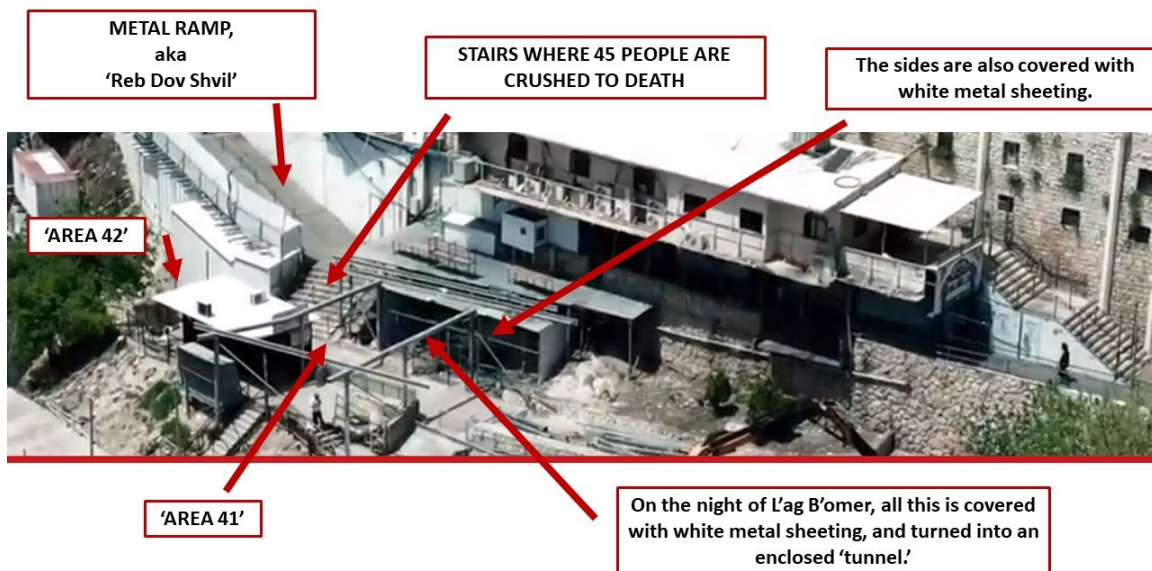 METAL RAMP,
aka
‘Reb Dov Shvil’
STAIRS WHERE 45 PEOPLE ARE
CRUSHED TO DEATH
The sides are also covered with
white metal sheeting.
‘AREA 42’
‘AREA 41’
On the night of L’ag B’omer, all this is covered
with white metal sheeting, and turned into an
enclosed ‘tunnel.’